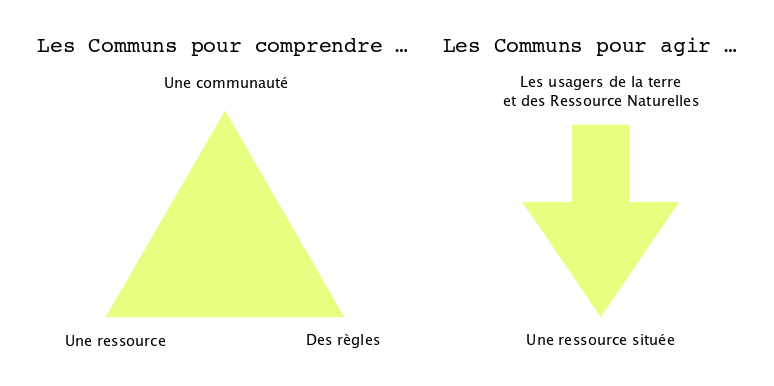 Les Communs pour comprendre …
Une communauté
Une ressource
Des règles
Les Communs pour agir …
Les usagers de la terre
et des Ressource Naturelles
Une ressource située